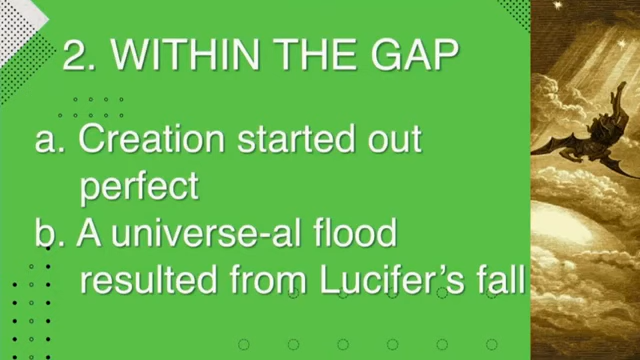 2. WITHIN THE GAP
a. Creation started out
perfect
b. A universe-al flood
resulted from Lucifer's fall